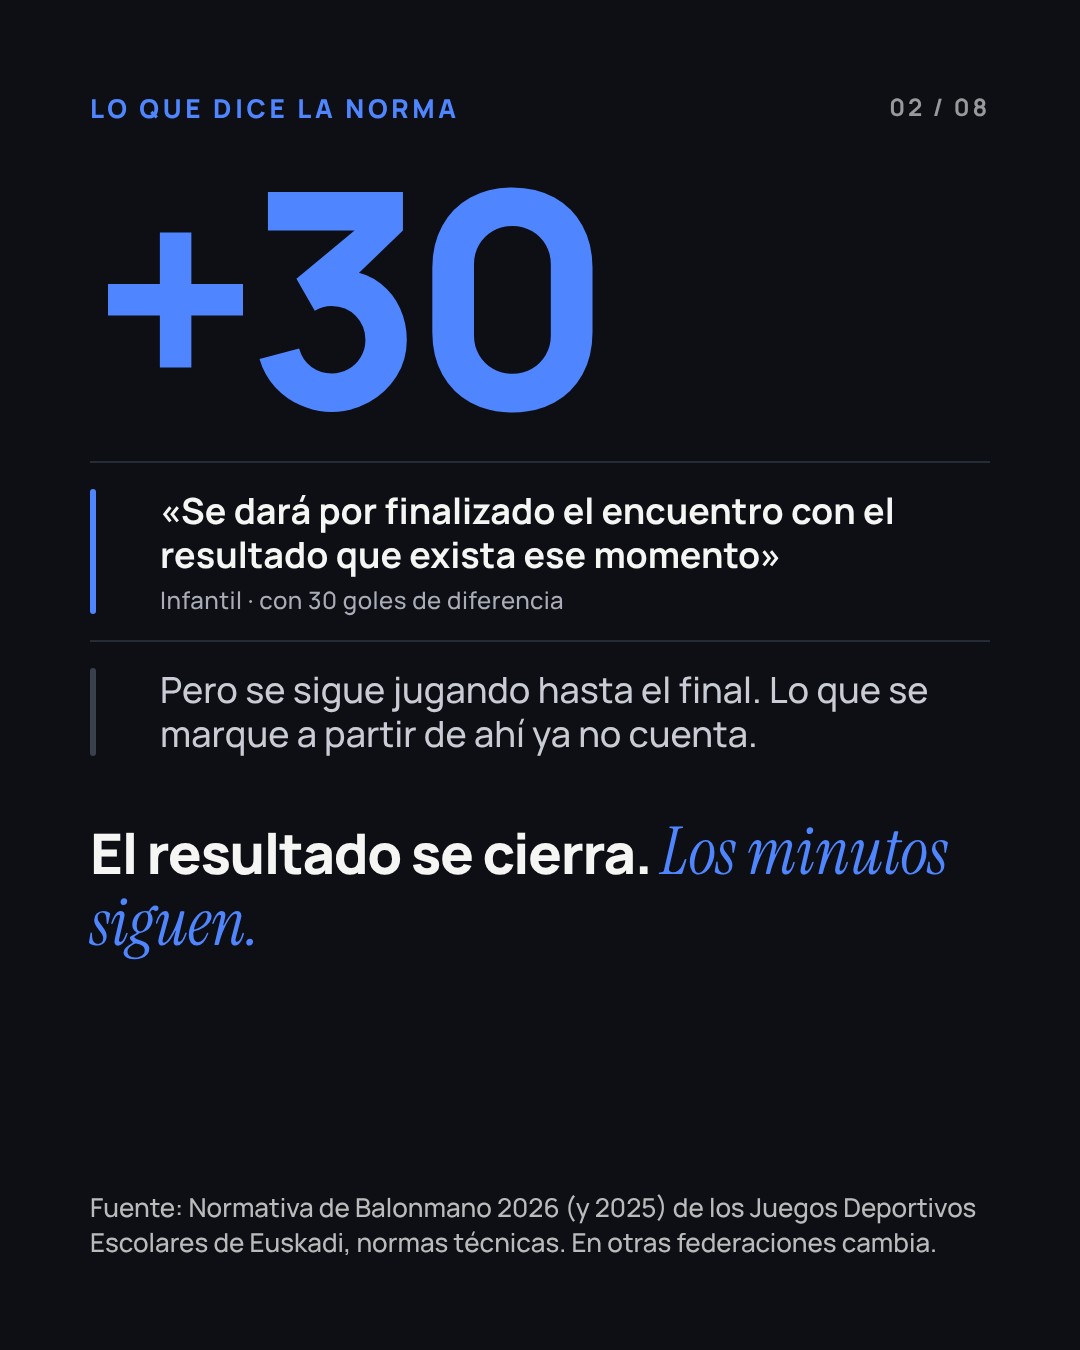 LO QUE DICE LA NORMA
02 / 08
+30
«Se dará por finalizado el encuentro con el
resultado que exista ese momento»
Infantil · con 30 goles de diferencia
Pero se sigue jugando hasta el final. Lo que se
marque a partir de ahí ya no cuenta.
El resultado se cierra. Los minutos
siguen.
Fuente: Normativa de Balonmano 2026 (y 2025) de los Juegos Deportivos
Escolares de Euskadi, normas técnicas. En otras federaciones cambia.